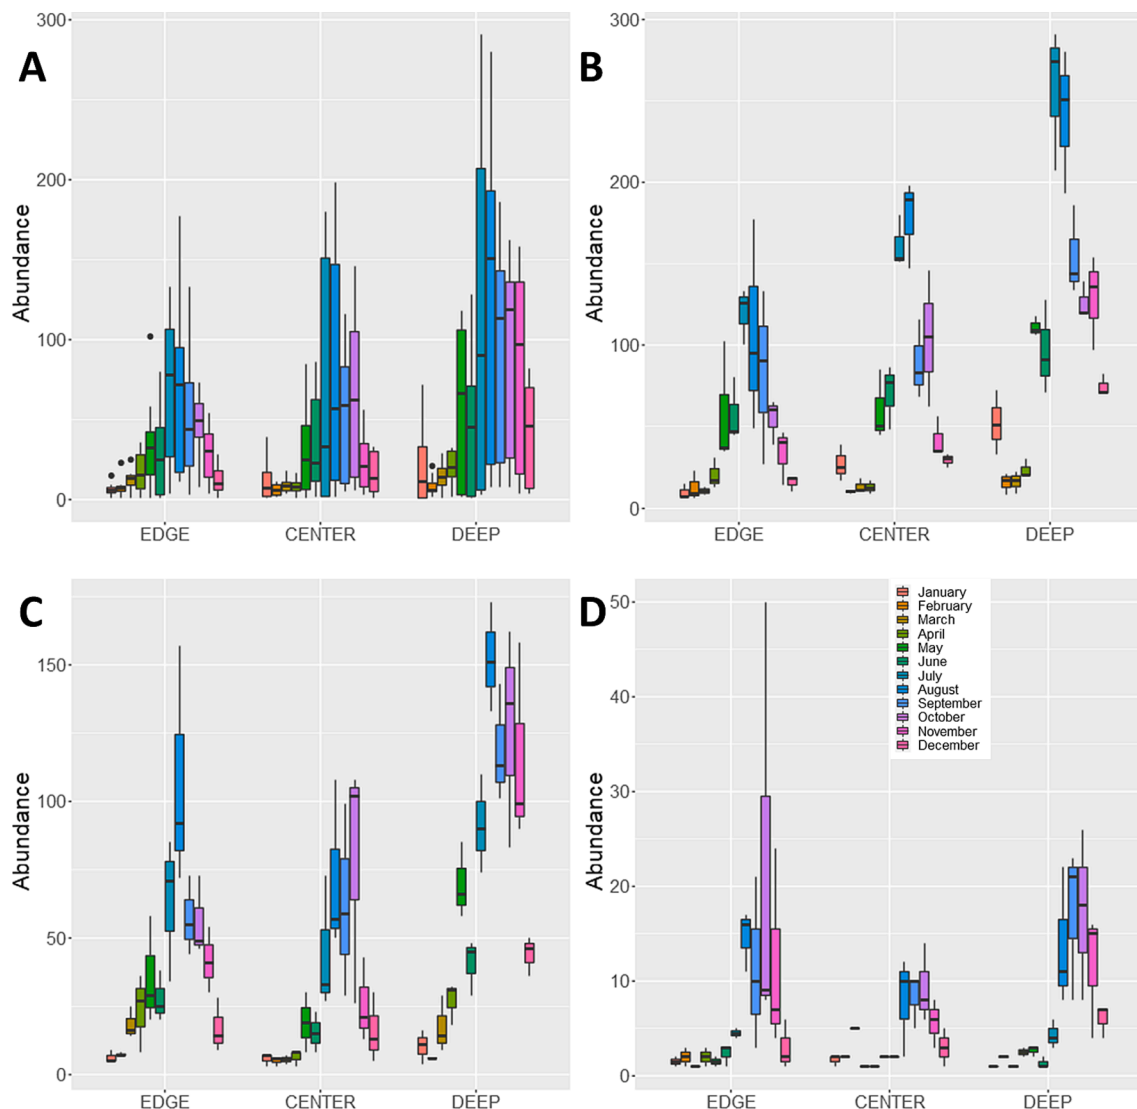 A
300
200
100
0
Abundance
EDGE
CENTER
DEEP
B
300
200
100
0
Abundance
EDGE
CENTER
DEEP
C
150
100
50
0
Abundance
EDGE
CENTER
DEEP
D
50
40
30
20
10
0
Abundance
January
February
March
April
May
June
July
August
September
October
November
December
EDGE
CENTER
DEEP